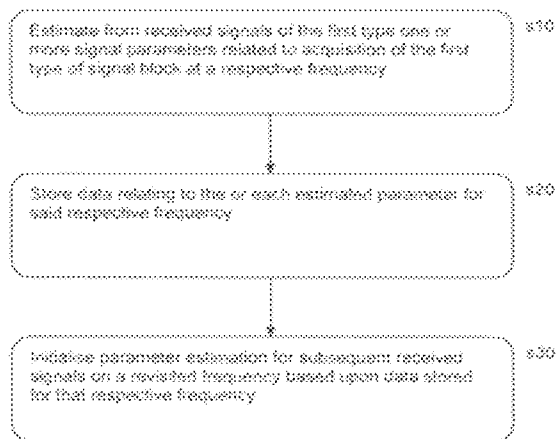 Estimate from received signals of the first type one or
more signal parameters related to acquisition of the first
type of signal block at a respective frequency
s10
Store data relating to the or each estimated parameter for
said respective frequency
s20
Initialise parameter estimation for subsequent received
signals on a revisited frequency based upon data stored
for that respective frequency
s30